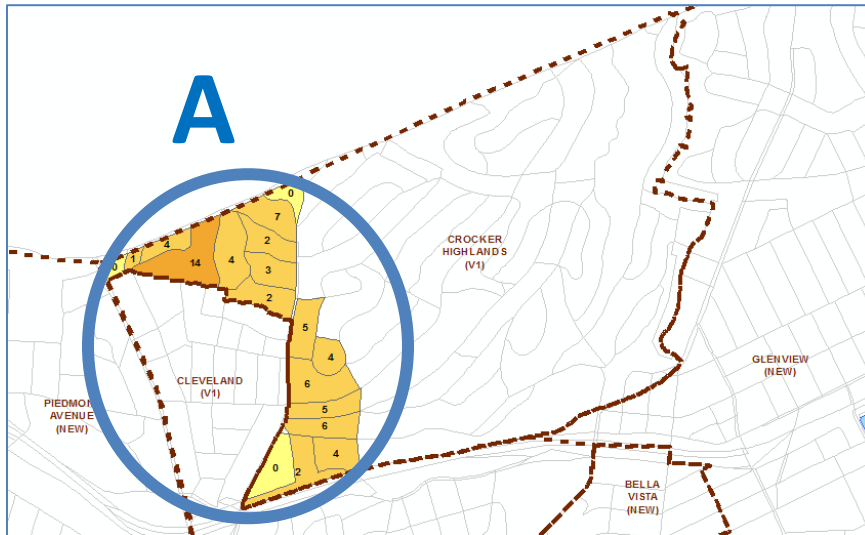 A
0
7
4
2
1
0
14
4
3
2
5
4
6
5
6
4
0
2
CROCKER
HIGHLANDS
(V1)
CLEVELAND
(V1)
PIEDMON
AVENUE
(NEW)
GLENVIEW
(NEW)
BELLA
VISTA
(NEW)